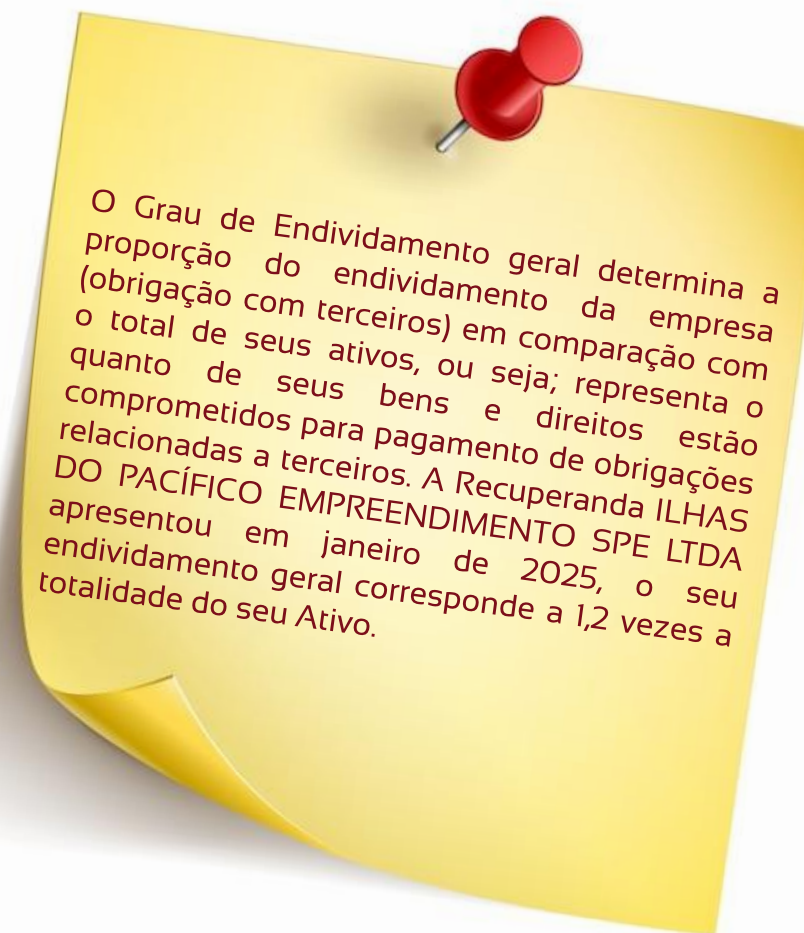 O Grau de Endividamento geral determina a
proporção do endividamento da empresa
(obrigação com terceiros) em comparação com
o total de seus ativos, ou seja; representa o
quanto de seus bens e direitos estão
comprometidos para pagamento de obrigações
relacionadas a terceiros. A Recuperanda ILHAS
DO PACÍFICO EMPREENDIMENTO SPE LTDA
apresentou em janeiro de 2025, o seu
endividamento geral corresponde a 1,2 vezes a
totalidade do seu Ativo.